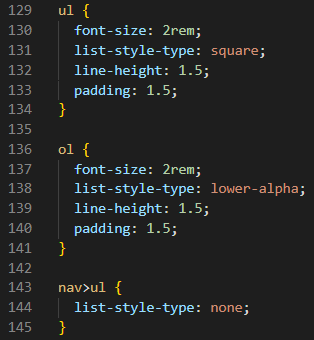 129 ul {
130 font-size: 2rem;
131 list-style-type: square;
132 line-height: 1.5;
133 padding: 1.5;
134 }
135
136 ol {
137 font-size: 2rem;
138 list-style-type: lower-alpha;
139 line-height: 1.5;
140 padding: 1.5;
141 }
142
143 nav>ul {
144 list-style-type: none;
145 }